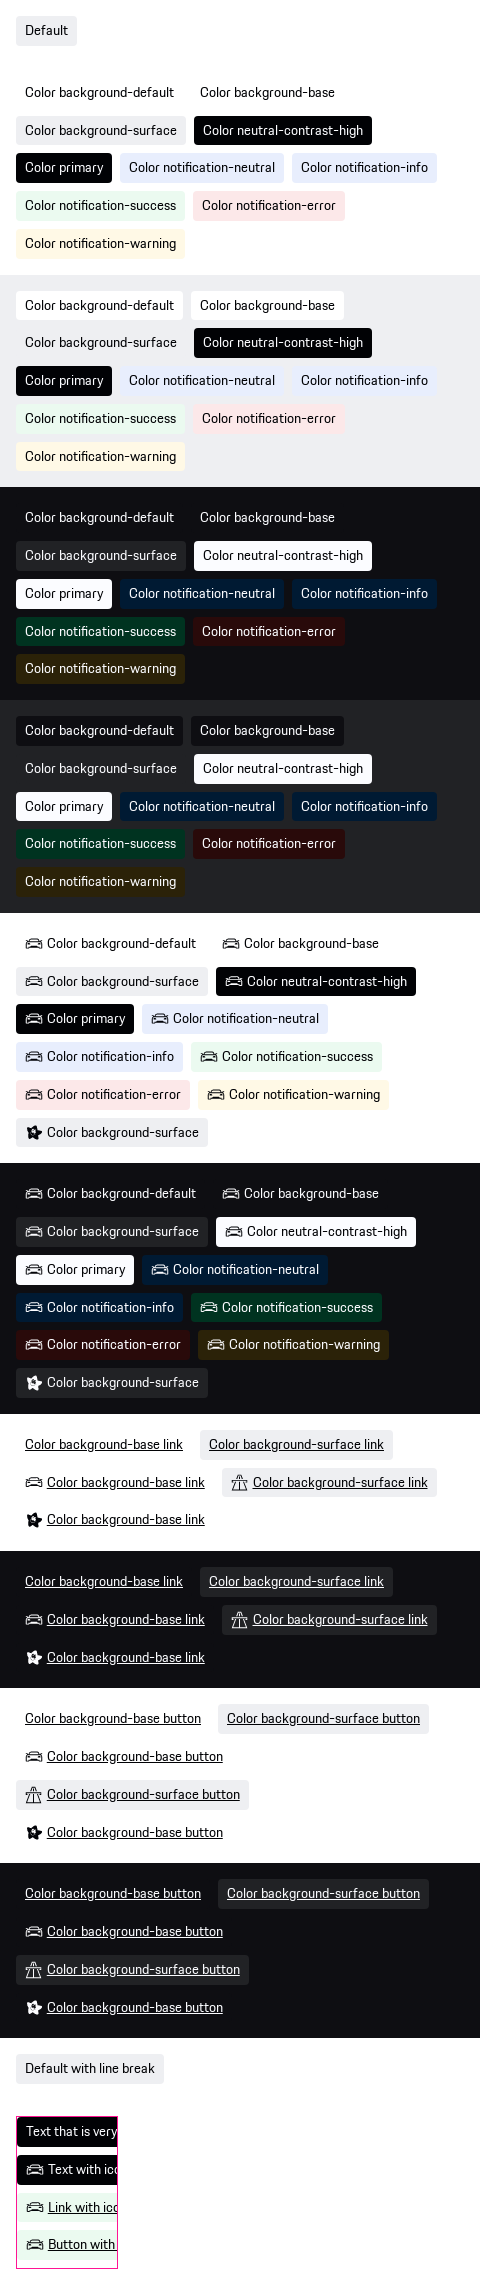 Default
Color background-default Color background-base
Color background-surface Color neutral-contrast-high
Color primary Color notification-neutral Color notification-info
Color notification-success Color notification-error
Color notification-warning
Color background-default Color background-base
Color background-surface Color neutral-contrast-high
Color primary Color notification-neutral Color notification-info
Color notification-success Color notification-error
Color notification-warning
Color background-default Color background-base
Color background-surface Color neutral-contrast-high
Color primary Color notification-neutral Color notification-info
Color notification-success Color notification-error
Color notification-warning
Color background-default Color background-base
Color background-surface Color neutral-contrast-high
Color primary Color notification-neutral Color notification-info
Color notification-success Color notification-error
Color notification-warning
Color background-default Color background-base
Color background-surface Color neutral-contrast-high
Color primary Color notification-neutral
Color notification-info Color notification-success
Color notification-error Color notification-warning
Color background-surface
Color background-default Color background-base
Color background-surface Color neutral-contrast-high
Color primary Color notification-neutral
Color notification-info Color notification-success
Color notification-error Color notification-warning
Color background-surface
Color background-base link Color background-surface link
Color background-base link Color background-surface link
Color background-base link
Color background-base link Color background-surface link
Color background-base link Color background-surface link
Color background-base link
Color background-base button Color background-surface button
Color background-base button
Color background-surface button
Color background-base button
Color background-base button Color background-surface button
Color background-base button
Color background-surface button
Color background-base button
Default with line break
Text that is very
Text with ico
Link with ico
Button with